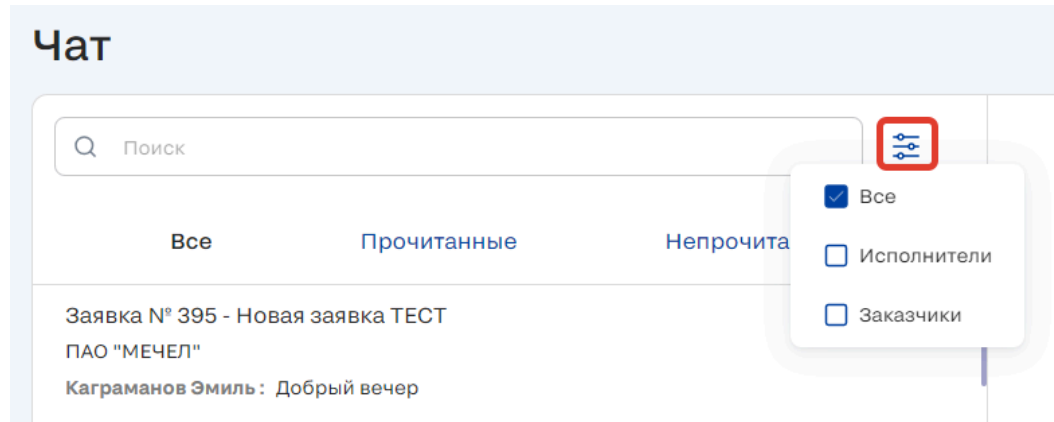 Чат
Поиск
Все
Исполнители
Заказчики
Все Прочитанные Непрочита
Заявка № 395 - Новая заявка ТЕСТ
ПАО "МЕЧЕЛ"
Каграманов Эмиль: Добрый вечер